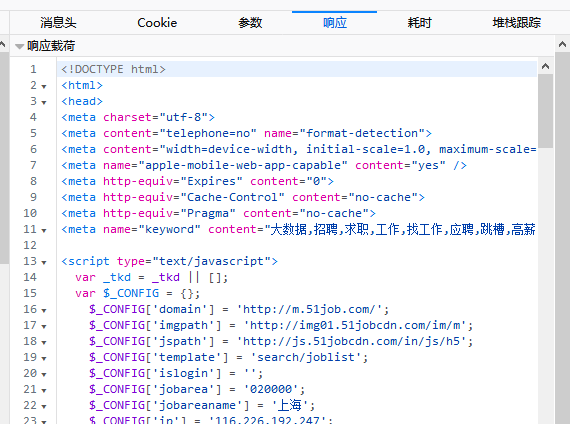 消息头 Cookie 参数 响应 耗时 堆栈跟踪
响应载荷
1 <!DOCTYPE html>
2 <html>
3 <head>
4 <meta charset="utf-8">
5 <meta content="telephone=no" name="format-detection">
6 <meta content="width=device-width, initial-scale=1.0, maximum-scale=
7 <meta name="apple-mobile-web-app-capable" content="yes" />
8 <meta http-equiv="Expires" content="0">
9 <meta http-equiv="Cache-Control" content="no-cache">
10 <meta http-equiv="Pragma" content="no-cache">
11 <meta name="keyword" content="大数据,招聘,求职,工作,找工作,应聘,跳槽,高薪
12
13 <script type="text/javascript">
14 var _tkd = _tkd || [];
15 var $_CONFIG = {};
16 $_CONFIG['domain'] = 'http://m.51job.com/';
17 $_CONFIG['imgpath'] = 'http://img01.51jobcdn.com/im/m';
18 $_CONFIG['jspath'] = 'http://js.51jobcdn.com/in/js/h5';
19 $_CONFIG['template'] = 'search/joblist';
20 $_CONFIG['islogin'] = '';
21 $_CONFIG['jobarea'] = '020000';
22 $_CONFIG['jobareaname'] = '上海';
23 $_CONFIG['ip'] = '116.226.192.247';